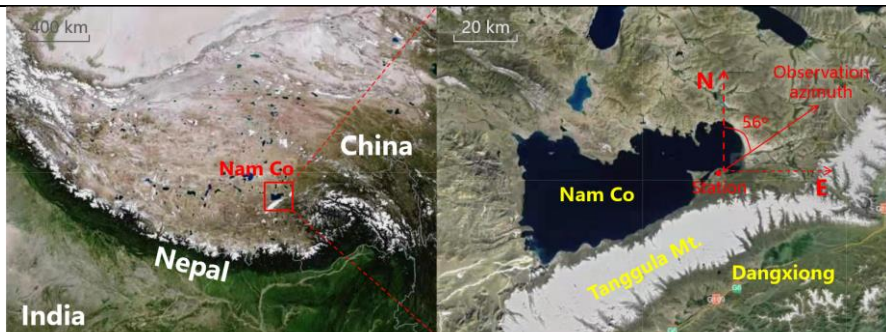 400 km
China
Nam Co
Nepal
India
20 km
N
Observation
azimuth
56°
Station
E
Nam Co
Tanggula Mt.
Dangxiong